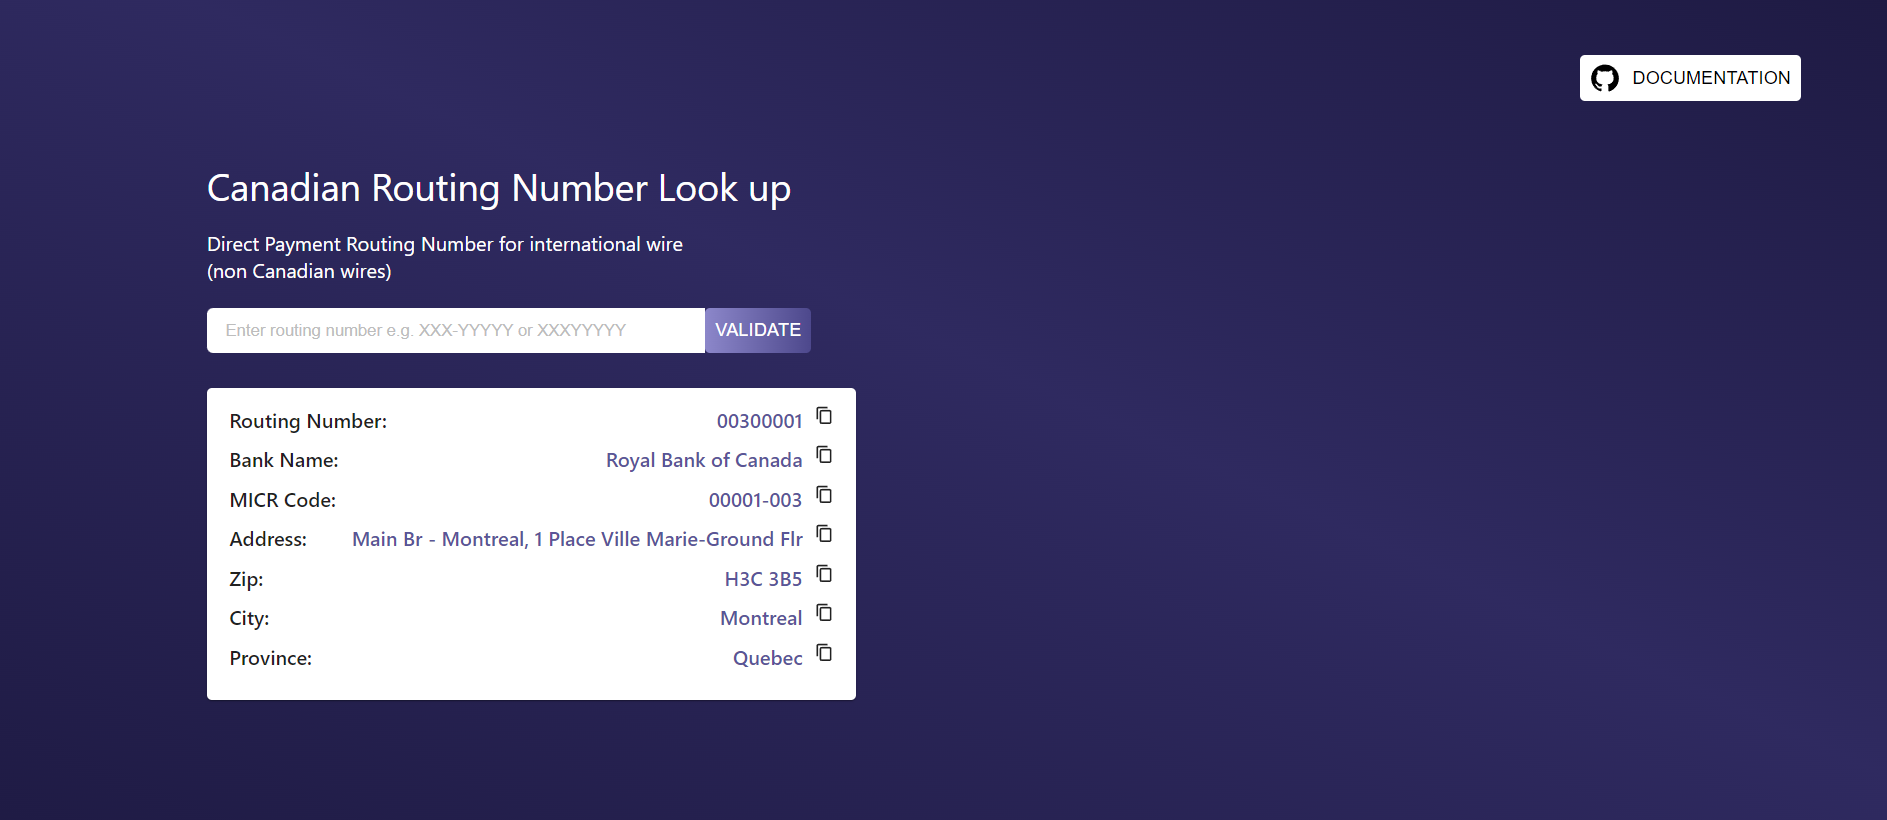 DOCUMENTATION
Canadian Routing Number Look up
Direct Payment Routing Number for international wire
(non Canadian wires)
Enter routing number e.g. XXX-YYYYY or XXXYYYYY VALIDATE
Routing Number: 00300001
Bank Name: Royal Bank of Canada
MICR Code: 00001-003
Address: Main Br - Montreal, 1 Place Ville Marie-Ground Flr
Zip: H3C 3B5
City: Montreal
Province: Quebec